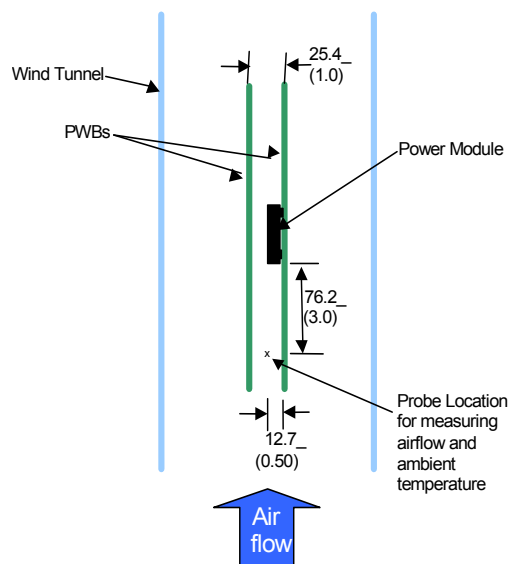 25.4_
(1.0)
Wind Tunnel
PWBs
Power Module
76.2_
(3.0)
x
Probe Location
for measuring
airflow and
ambient
temperature
12.7_
(0.50)
Air
flow